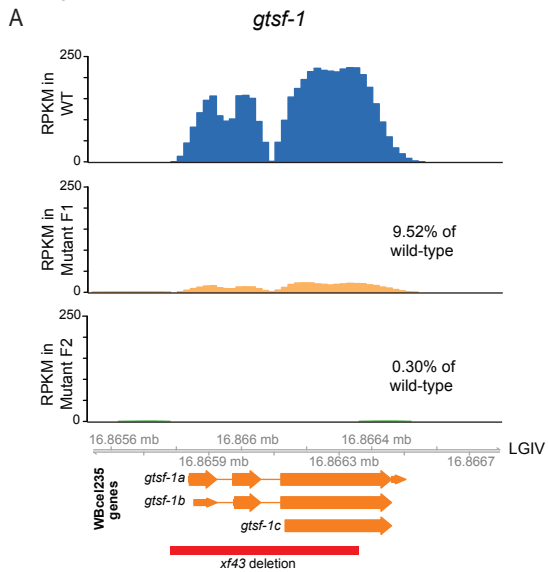 A
gtsf-1
250
RPKM in
WT
0
250
RPKM in
Mutant F1
9.52% of
wild-type
0
250
RPKM in
Mutant F2
0.30% of
wild-type
0
16.8656 mb 16.866 mb 16.8664 mb
LGIV
16.8659 mb 16.8663 mb 16.8667
WBcel235
genes
gtsf-1a
gtsf-1b
gtsf-1c
xf43 deletion